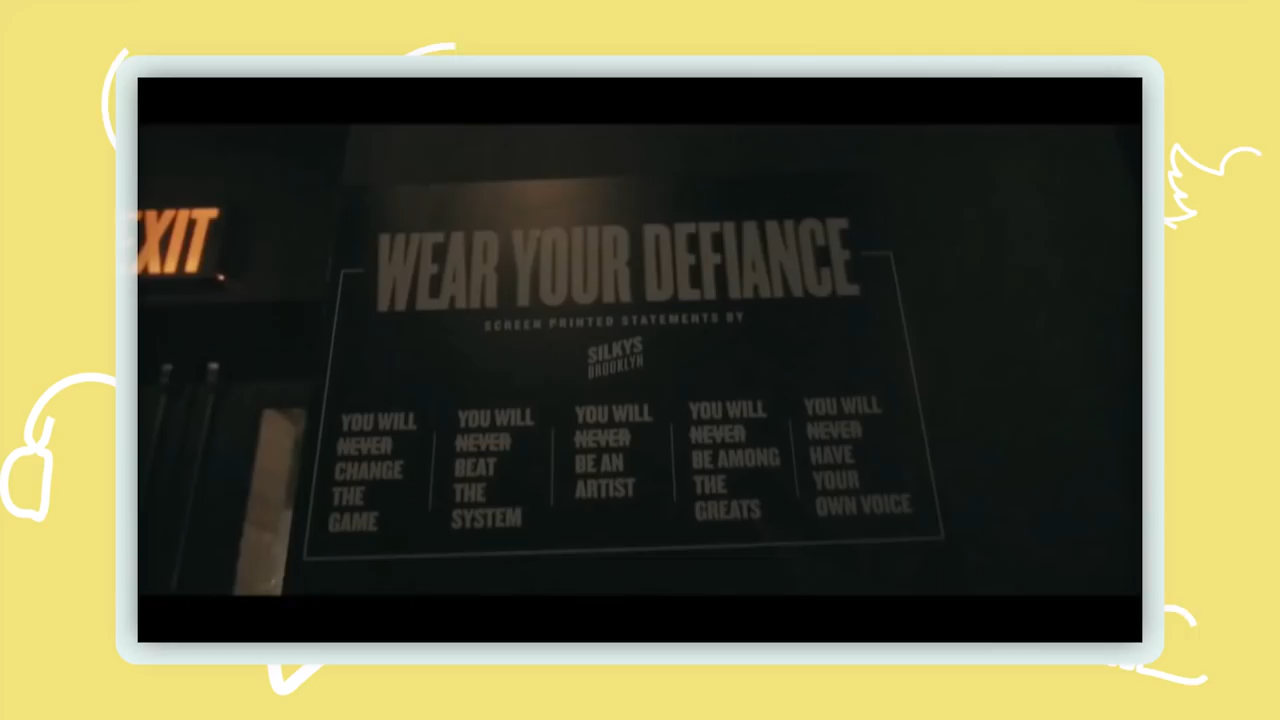 EXIT
WEAR YOUR DEFIANCE
SCREEN PRINTED STATEMENTS BY
SILKYS
BROOKLYN
YOU WILL
NEVER
CHANGE
THE
GAME
YOU WILL
NEVER
BEAT
THE
SYSTEM
YOU WILL
NEVER
BE AN
ARTIST
YOU WILL
NEVER
BE AMONG
THE
GREATS
YOU WILL
NEVER
HAVE
YOUR
OWN VOICE